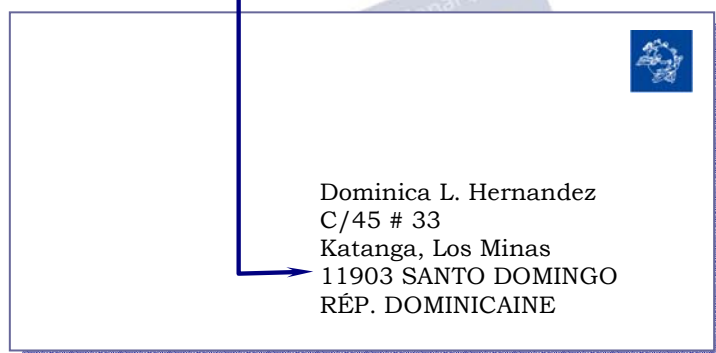 Dominica L. Hernandez
C/45 # 33
Katanga, Los Minas
11903 SANTO DOMINGO
RÉP. DOMINICAINE